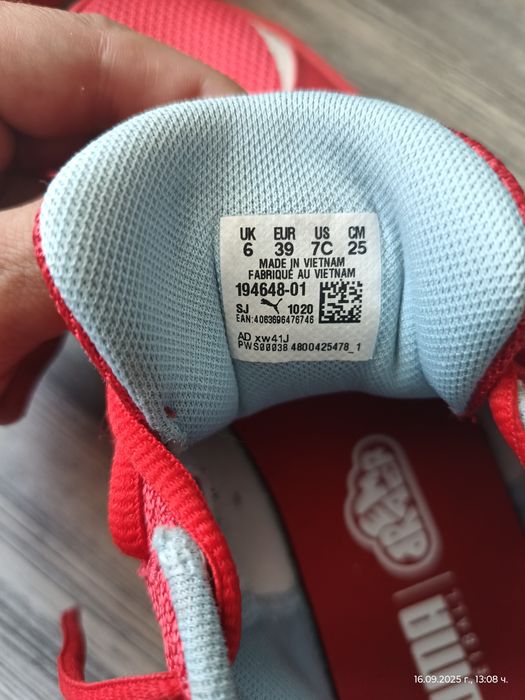 UK EUR US CM
6 39 7C 25
MADE IN VIETNAM
FABRIQUÉ AU VIETNAM
194648-01
SJ 1020
EAN:4063696476746
AD xw41J
PWS00038 4800425478_1
DREAMER
PUMA
16.09.2025 г., 13:08 ч.